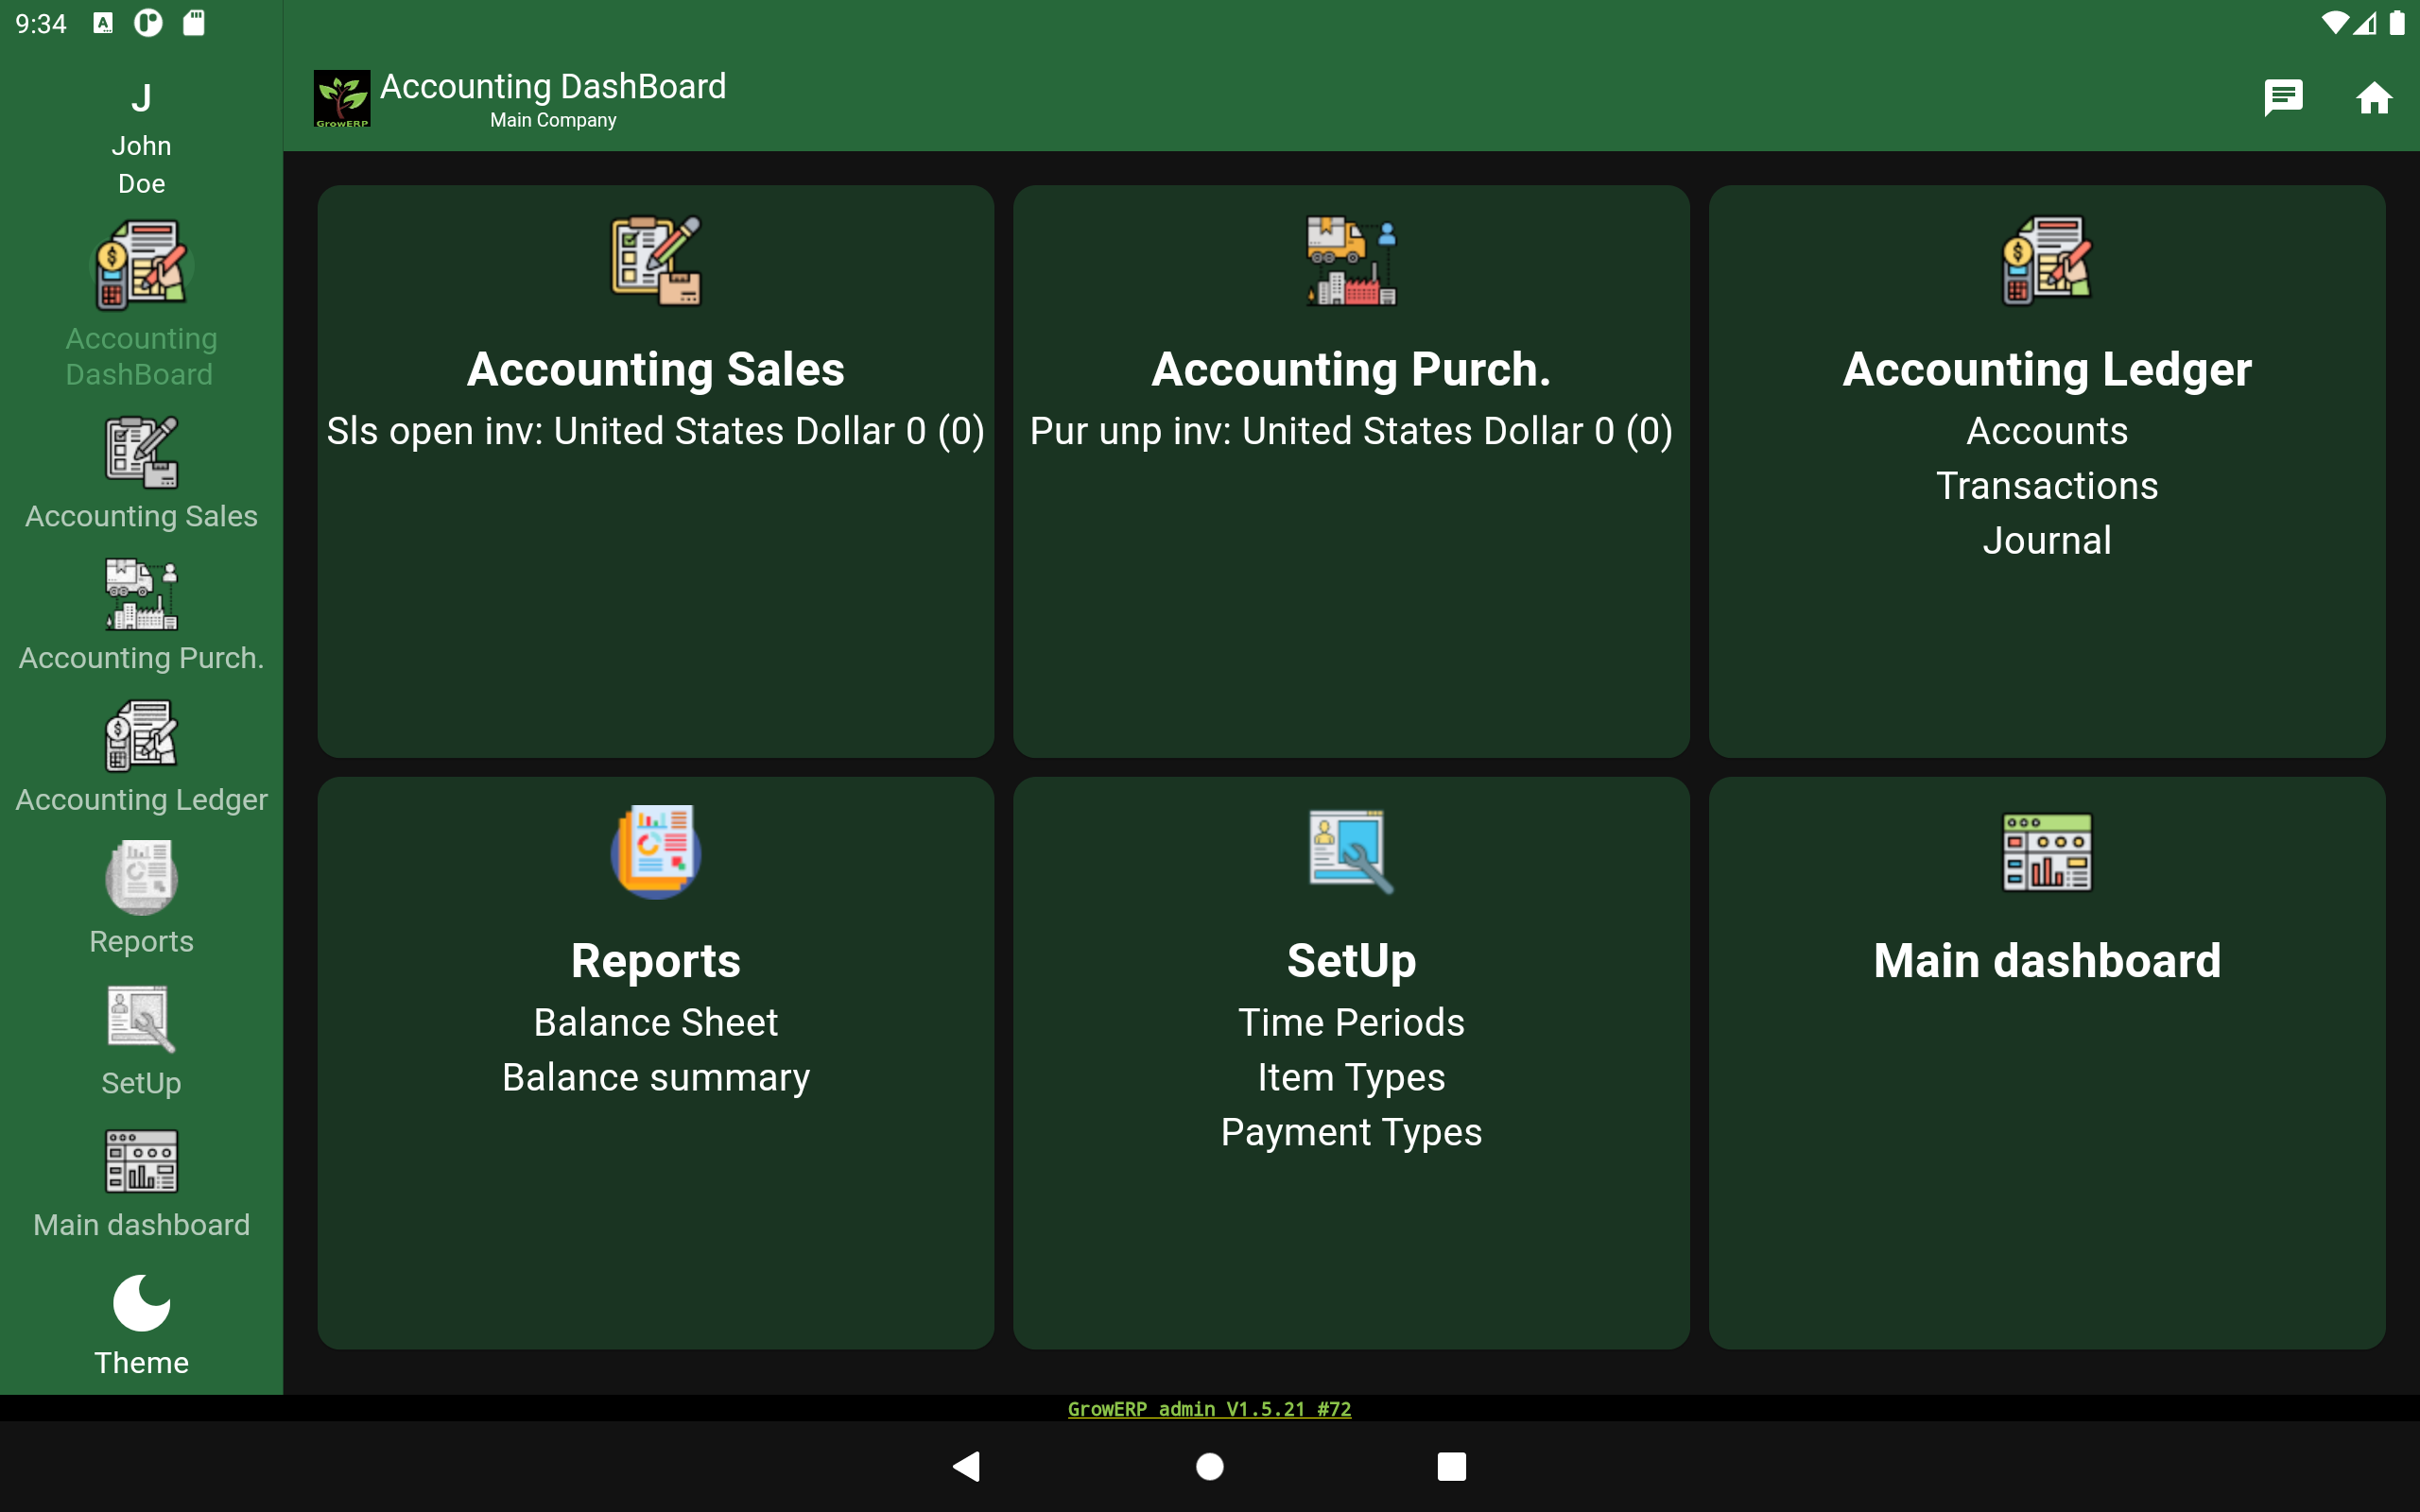 9:34
J
John
Doe
Accounting
DashBoard
Accounting Sales
Accounting Purch.
Accounting Ledger
Reports
SetUp
Main dashboard
Theme
GrowERP
Accounting DashBoard
Main Company
Accounting Sales
Sls open inv: United States Dollar 0 (0)
Accounting Purch.
Pur unp inv: United States Dollar 0 (0)
Accounting Ledger
Accounts
Transactions
Journal
Reports
Balance Sheet
Balance summary
SetUp
Time Periods
Item Types
Payment Types
Main dashboard
GrowERP admin V1.5.21 #72